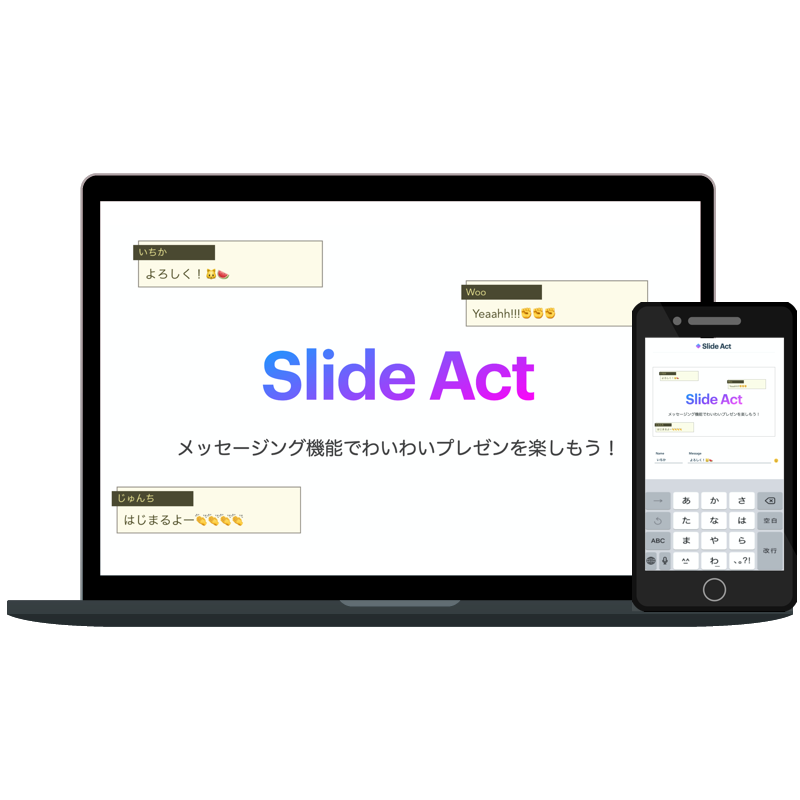 いちか
よろしく！🐱🍉
Woo
Yeaahh!!!✊✊✊
Slide Act
メッセージング機能でわいわいプレゼンを楽しもう！
じゅんち
はじまるよー👏👏👏👏
Slide Act
Slide Act
メッセージング機能でわいわいプレゼンを楽しもう！
Name
Message
いちか
よろしく！🐱🍉
→
あ
か
さ
た
な
は
空白
ABC
ま
や
ら
改行
^^
わ_
、。?!